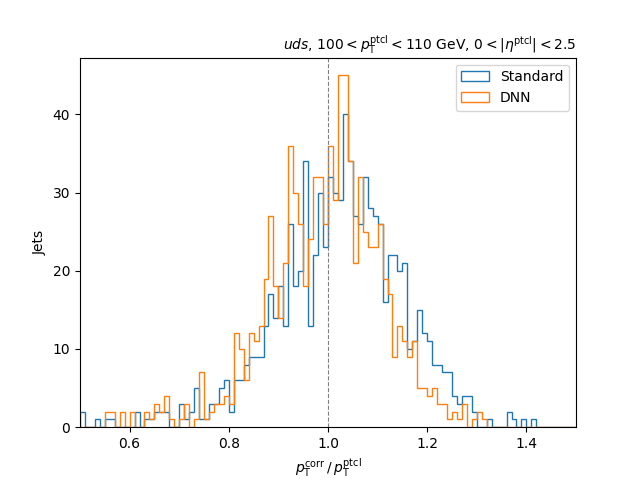 uds, 100 < p_T^ptcl < 110 GeV, 0 < |η^ptcl| < 2.5
Standard
DNN
40
30
20
10
0
Jets
0.6 0.8 1.0 1.2 1.4
p_T^corr / p_T^ptcl